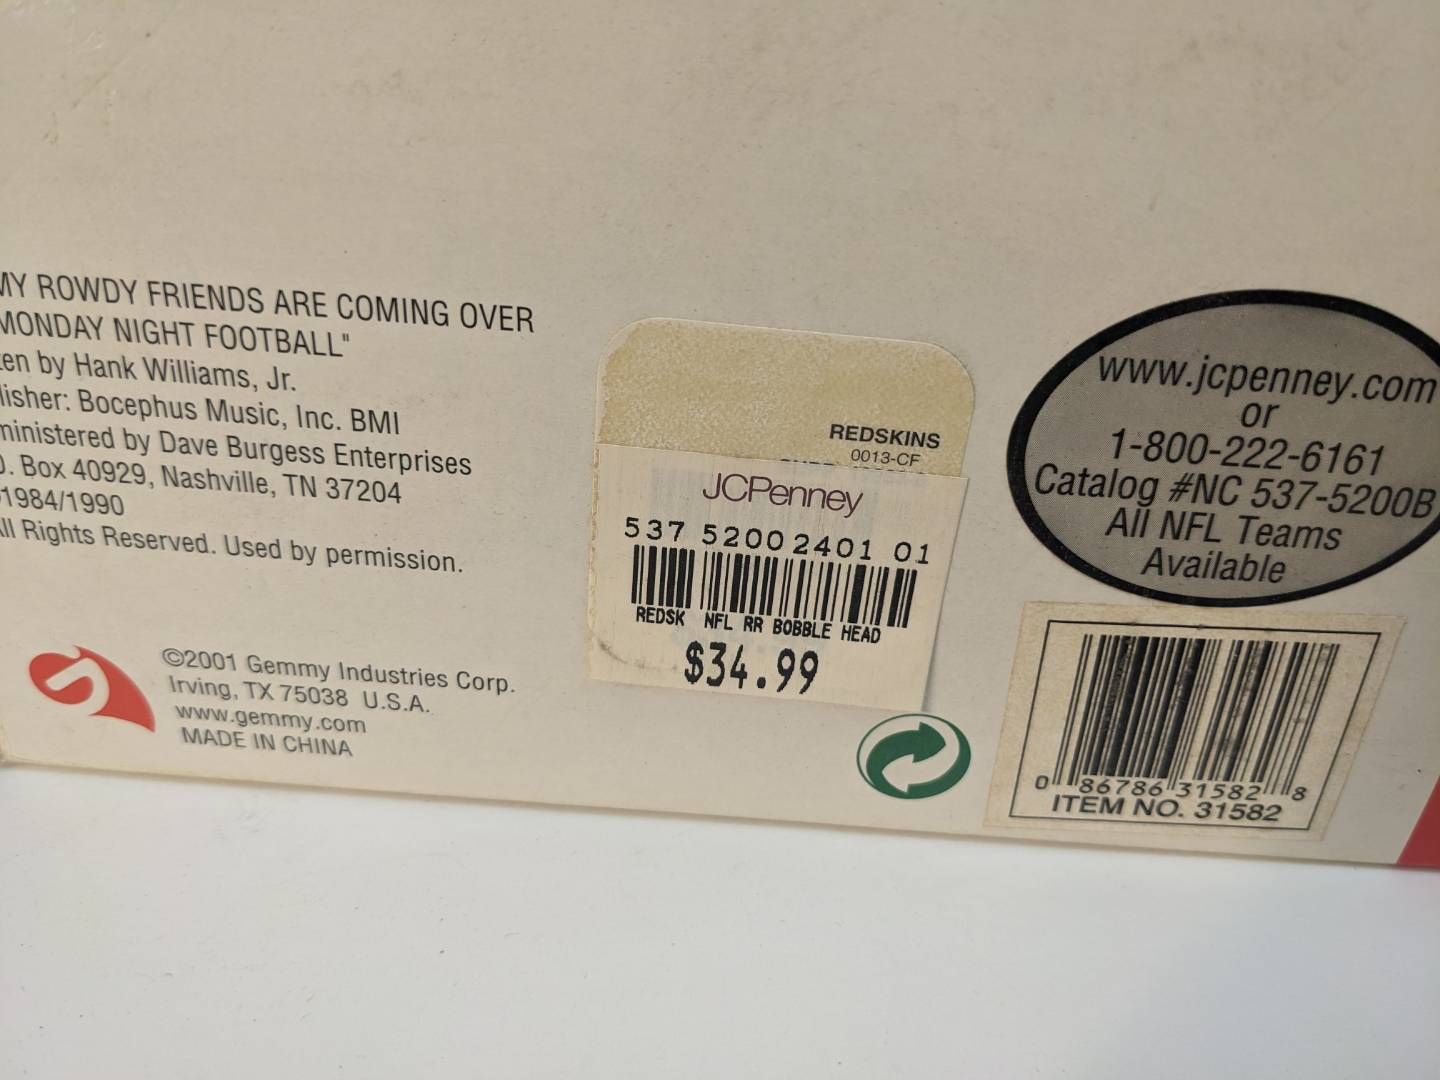 MY ROWDY FRIENDS ARE COMING OVER
MONDAY NIGHT FOOTBALL"
by Hank Williams, Jr.
Bocephus Music, Inc. BMI
by Dave Burgess Enterprises
Box 40929, Nashville, TN 37204
1984/1990
All Rights Reserved. Used by permission.
©2001 Gemmy Industries Corp.
Irving, TX 75038 U.S.A.
www.gemmy.com
MADE IN CHINA
REDSKINS
0013-CF
JCPenney
537 5200 2401 01
REDSK NFL RR BOBBLE HEAD
$34.99
www.jcpenney.com
or
1-800-222-6161
Catalog #NC 537-5200B
All NFL Teams
Available
0 86786 31582 8
ITEM NO. 31582